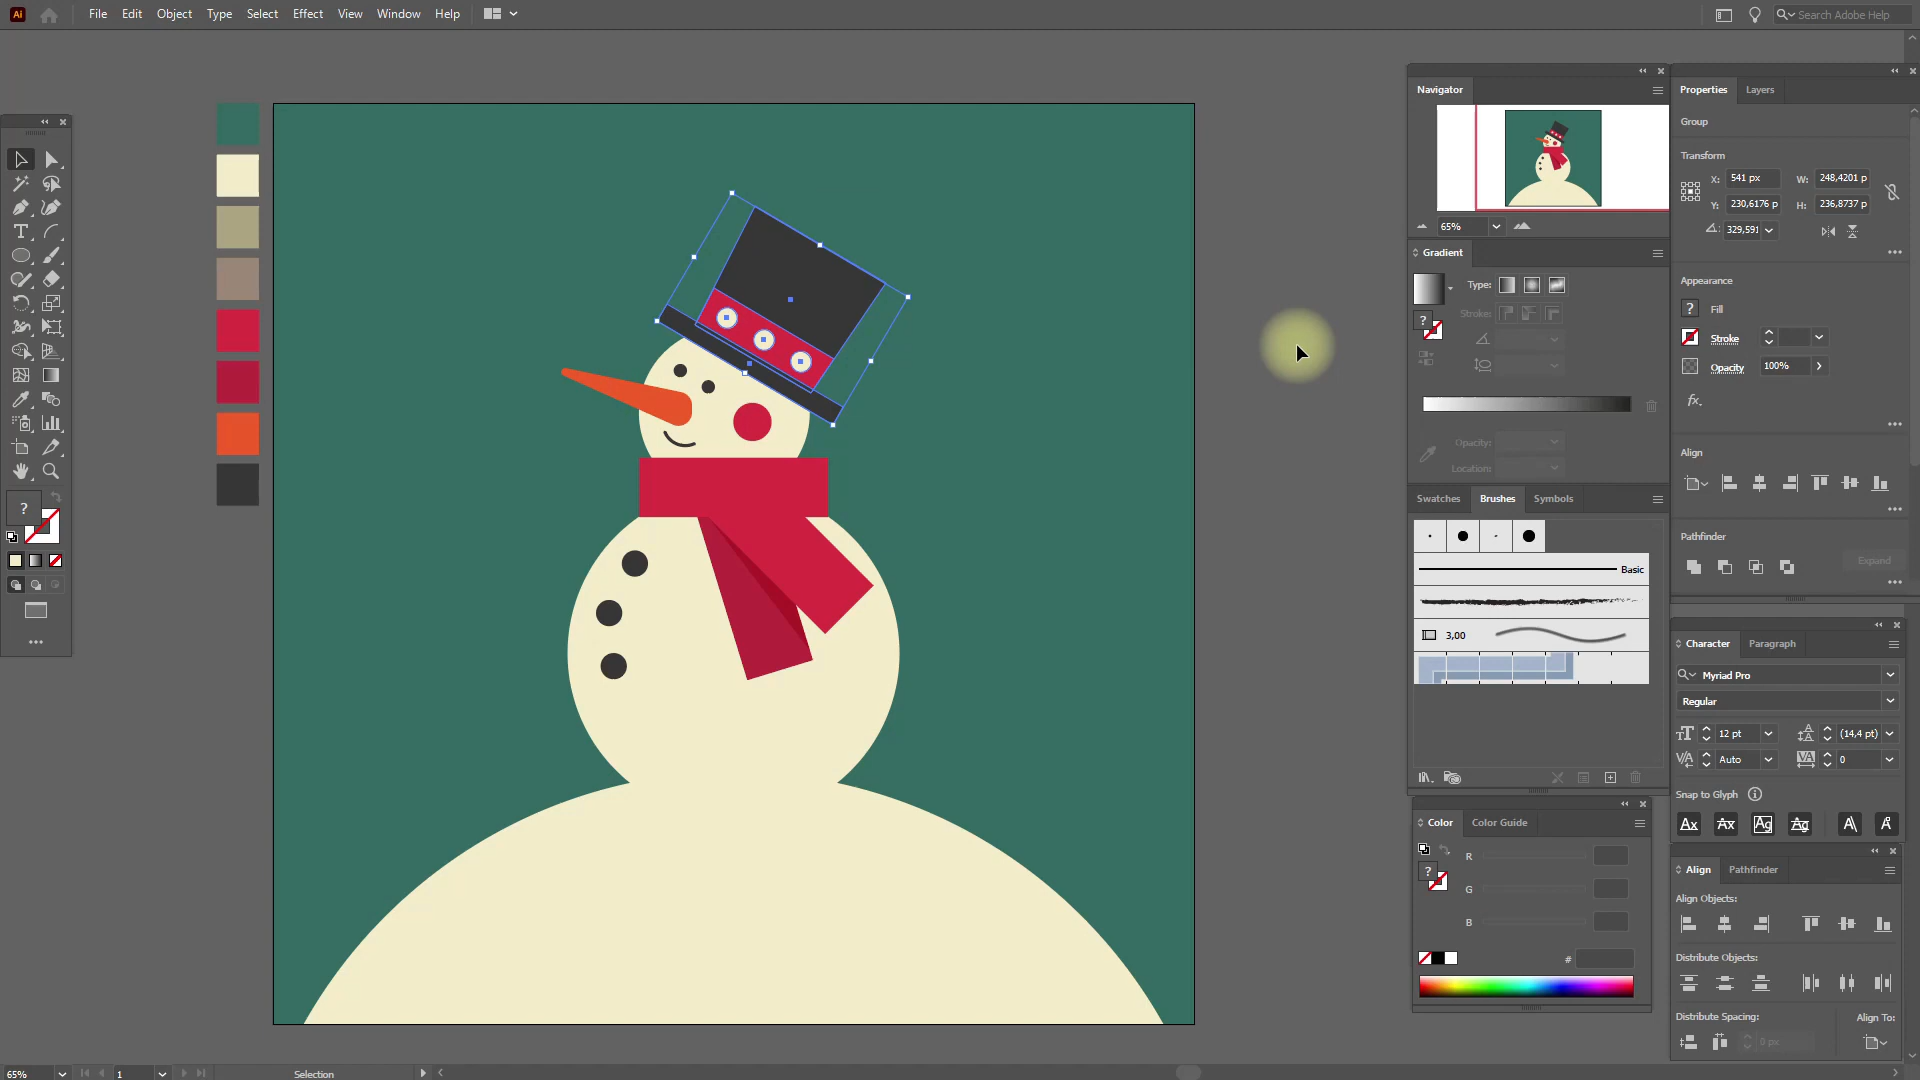 Ai File Edit Object Type Select Effect View Window Help Search Adobe Help
Navigator
65%
Gradient
Type:
Stroke:
Opacity:
Location:
Swatches Brushes Symbols
Basic
3,00
Color Color Guide
R
G
B
#
Properties Layers
Group
Transform
X: 541 px W: 248,4201 p
Y: 230,6176 p H: 236,8737 p
329,591
Appearance
? Fill
Stroke
Opacity 100%
fx.
Align
Pathfinder
Expand
Character Paragraph
Myriad Pro
Regular
12 pt (14,4 pt)
Auto 0
Snap to Glyph
Align Pathfinder
Align Objects:
Distribute Objects:
Distribute Spacing: Align To:
0 px
65% 1 Selection